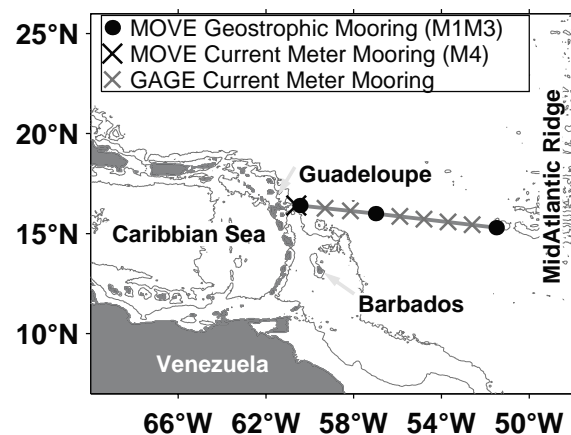 25°N
MOVE Geostrophic Mooring (M1M3)
MOVE Current Meter Mooring (M4)
GAGE Current Meter Mooring
20°N
Guadeloupe
MidAtlantic Ridge
15°N
Caribbian Sea
Barbados
10°N
Venezuela
66°W 62°W 58°W 54°W 50°W